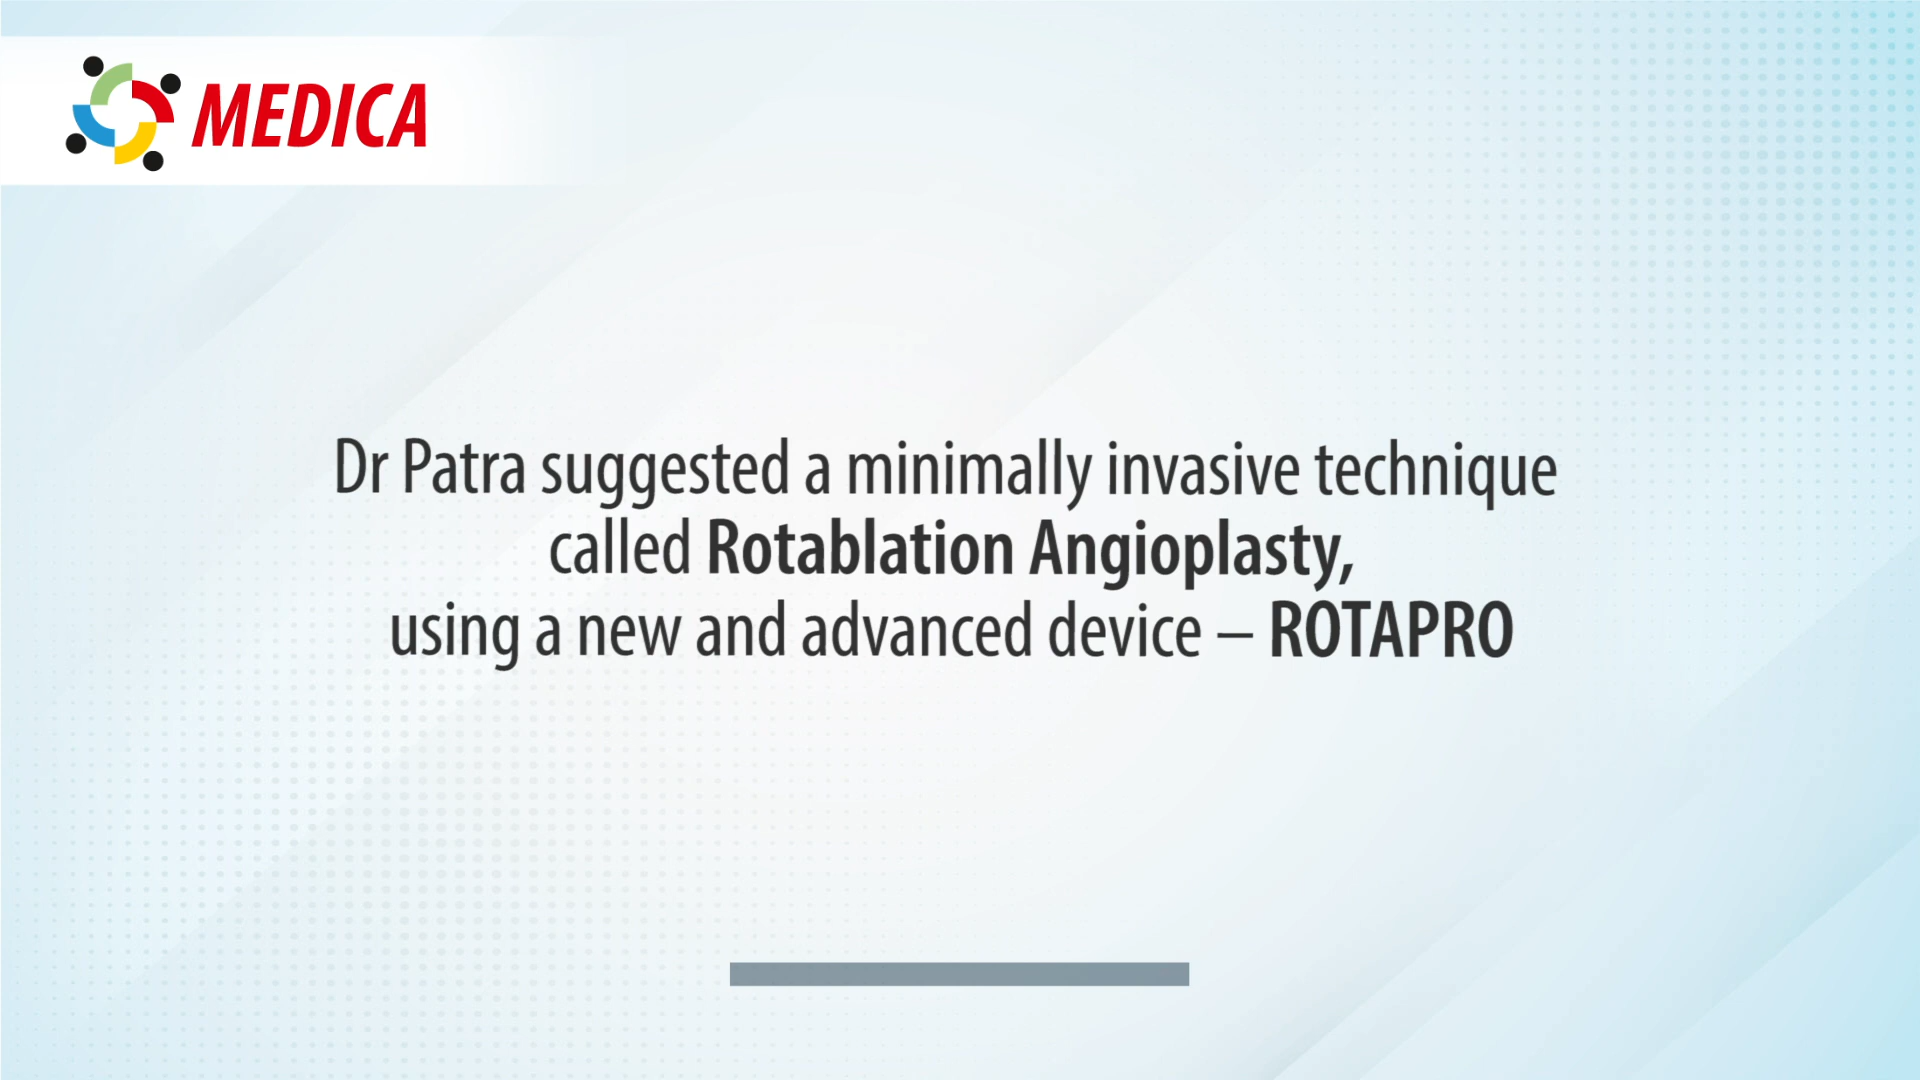 MEDICA
Dr Patra suggested a minimally invasive technique
called Rotablation Angioplasty,
using a new and advanced device – ROTAPRO